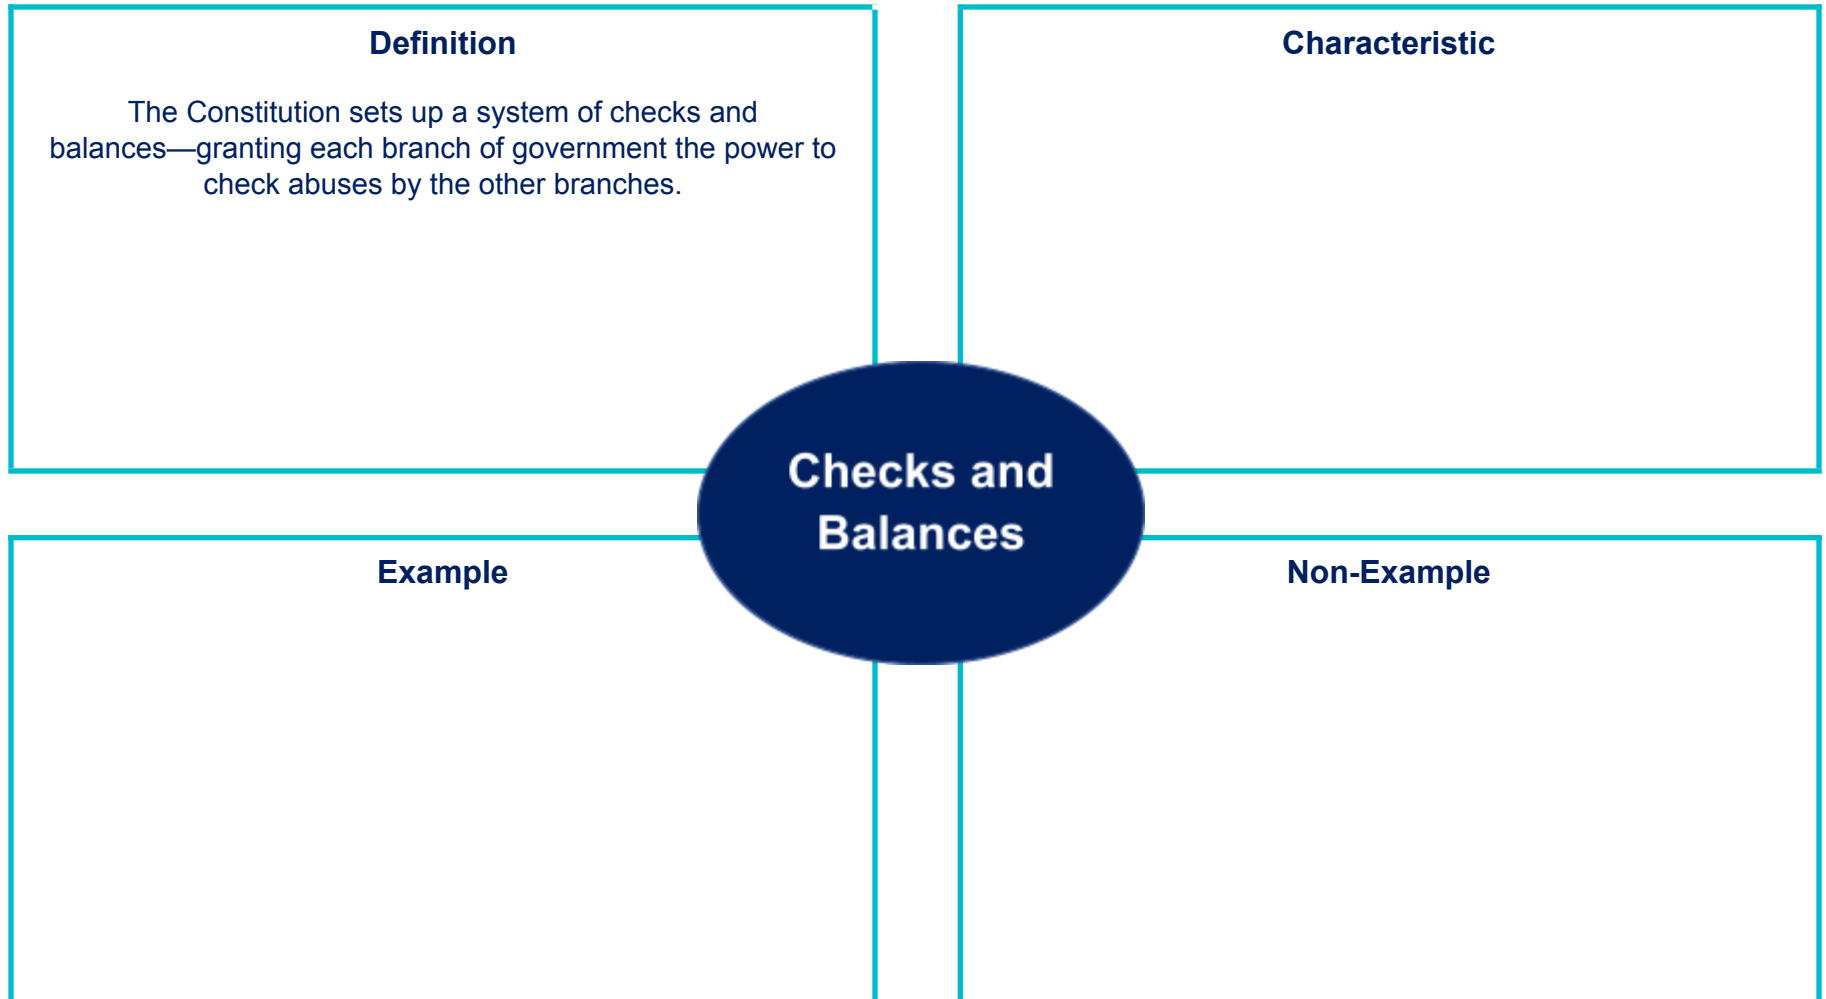 Definition
The Constitution sets up a system of checks and
balances—granting each branch of government the power to
check abuses by the other branches.
Characteristic
Checks and
Balances
Example
Non-Example